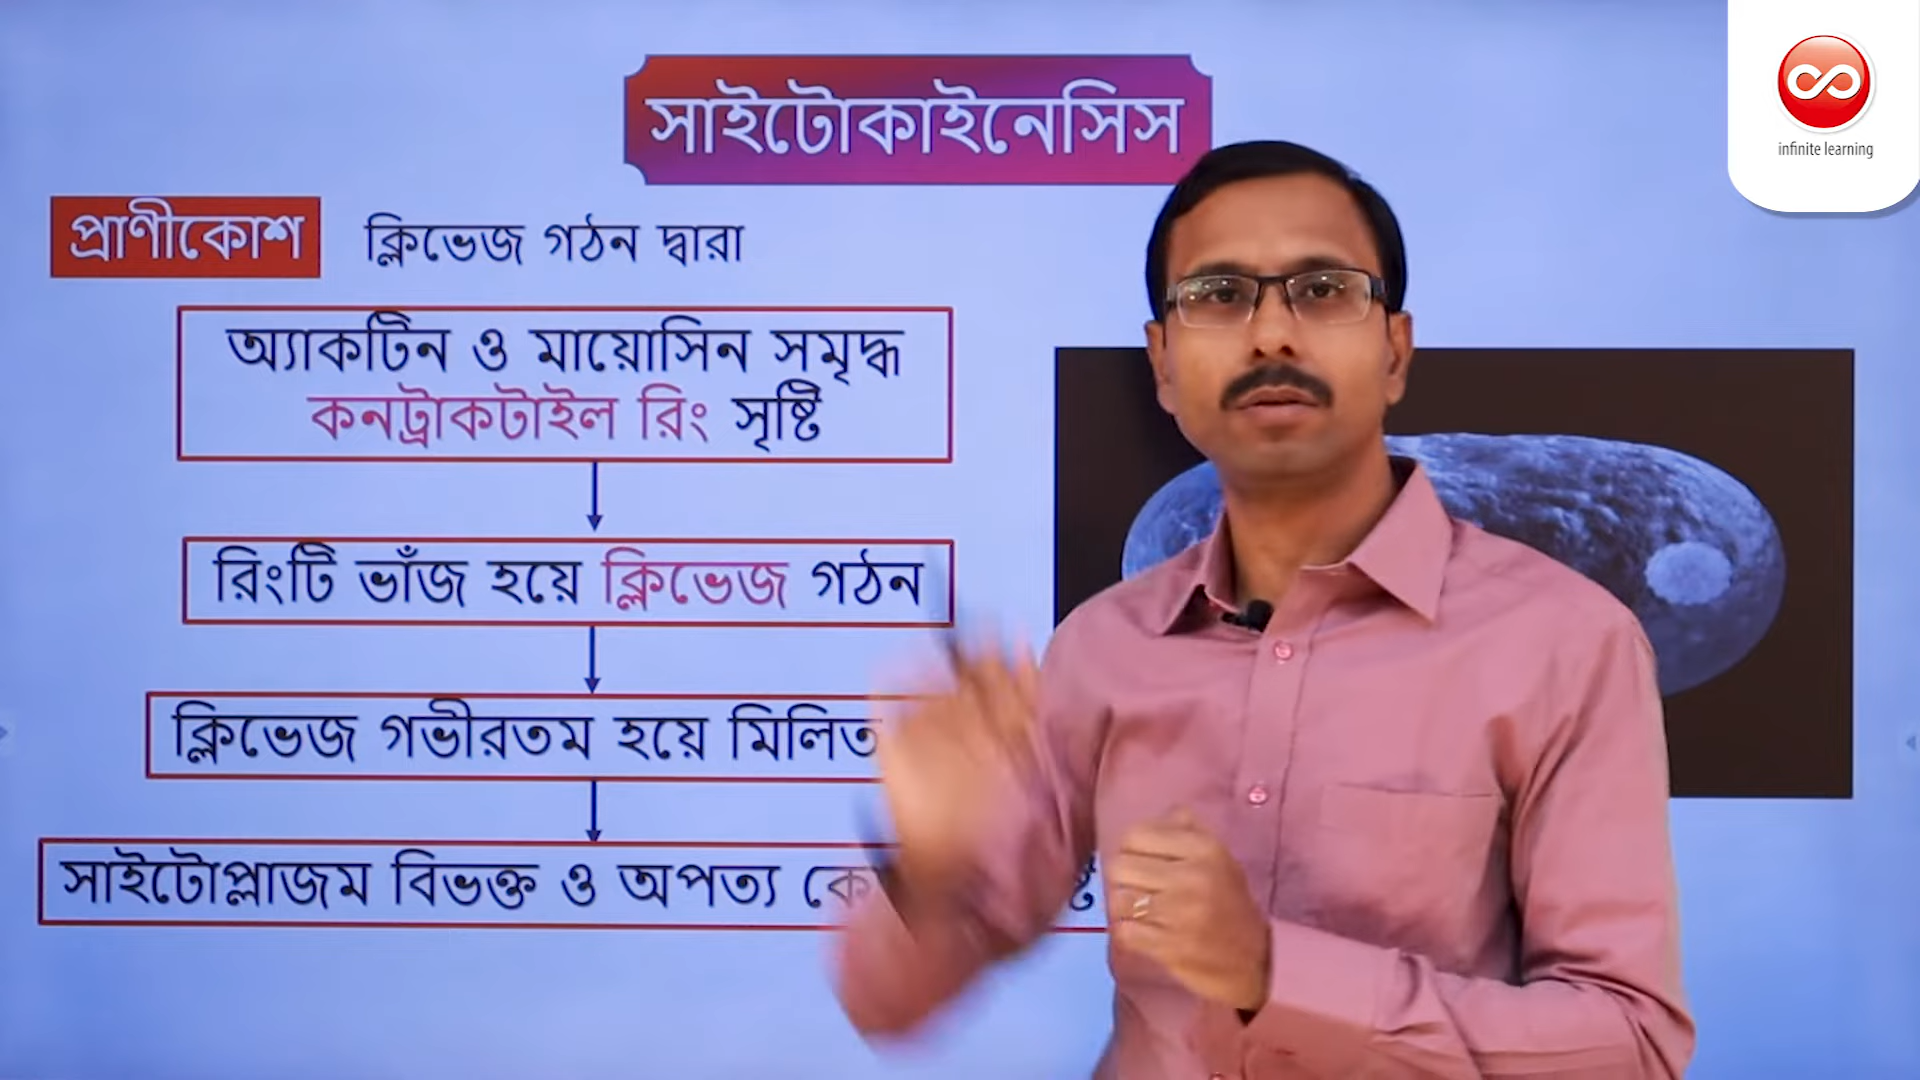 সাইটোকাইনেসিস
infinite learning
প্রাণীকোশ ক্লিভেজ গঠন দ্বারা
অ্যাকটিন ও মায়োসিন সমৃদ্ধ
কনট্রাকটাইল রিং সৃষ্টি
রিংটি ভাঁজ হয়ে ক্লিভেজ গঠন
ক্লিভেজ গভীরতম হয়ে মিলিত
সাইটোপ্লাজম বিভক্ত ও অপত্য